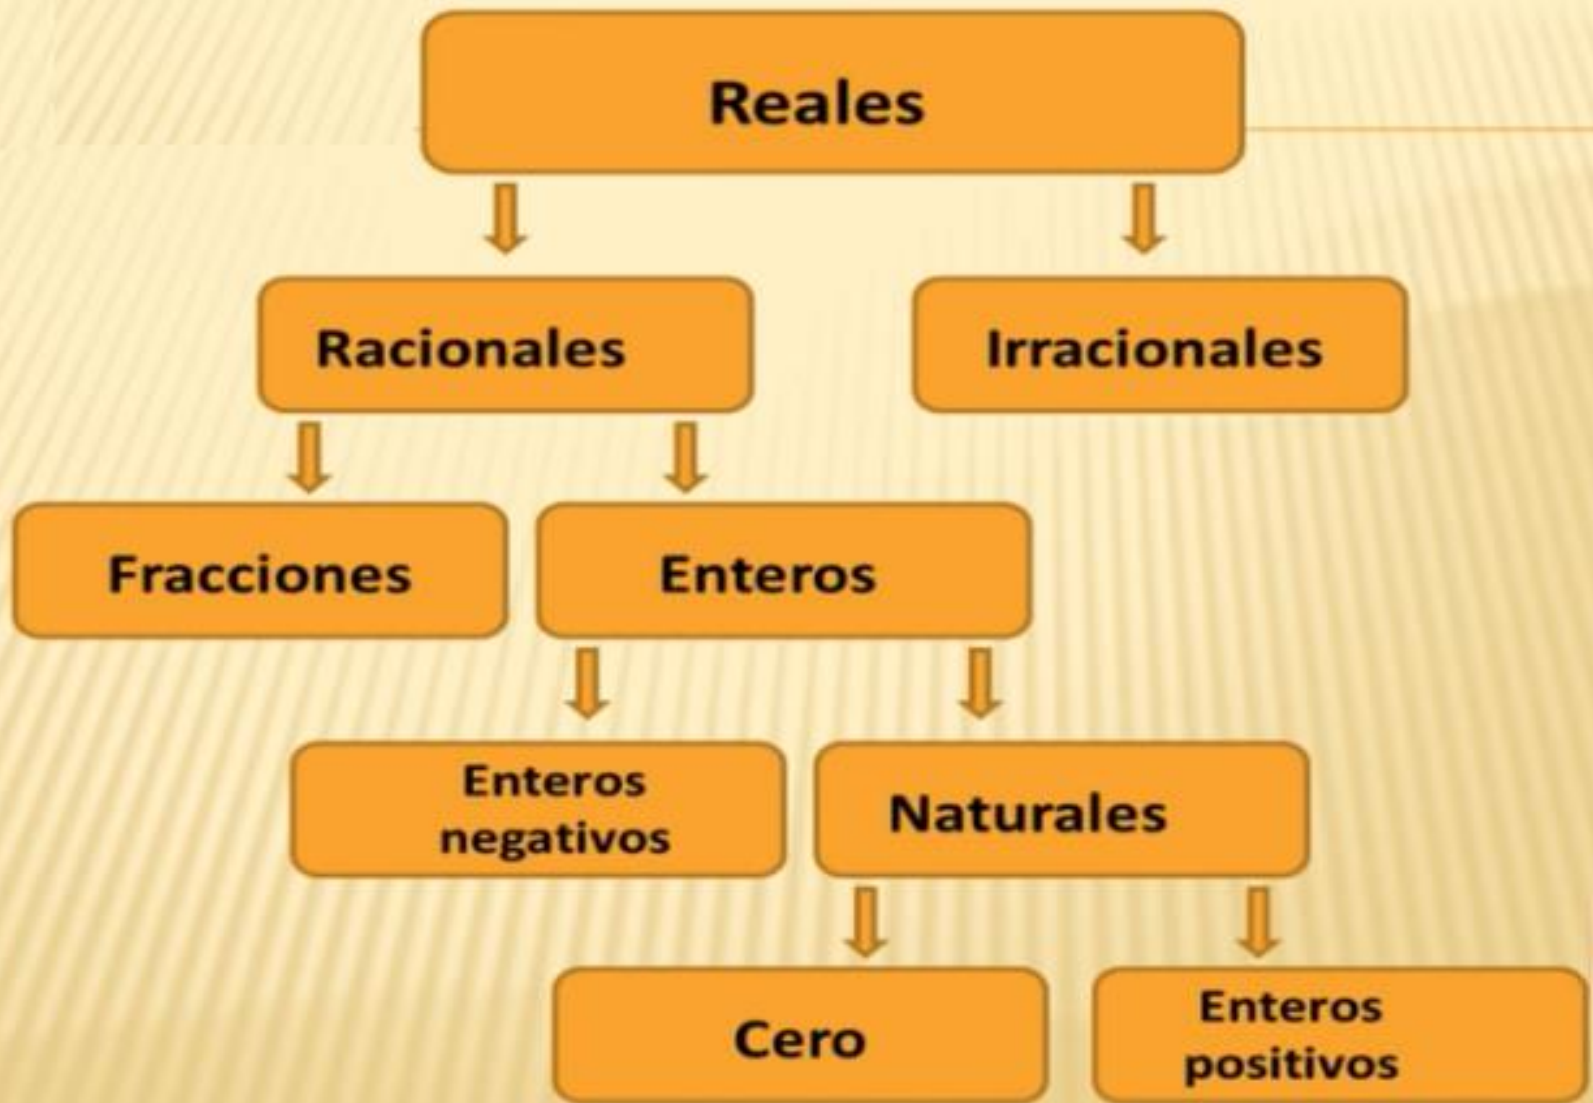 Reales
Racionales
Irracionales
Fracciones
Enteros
Enteros
negativos
Naturales
Cero
Enteros
positivos